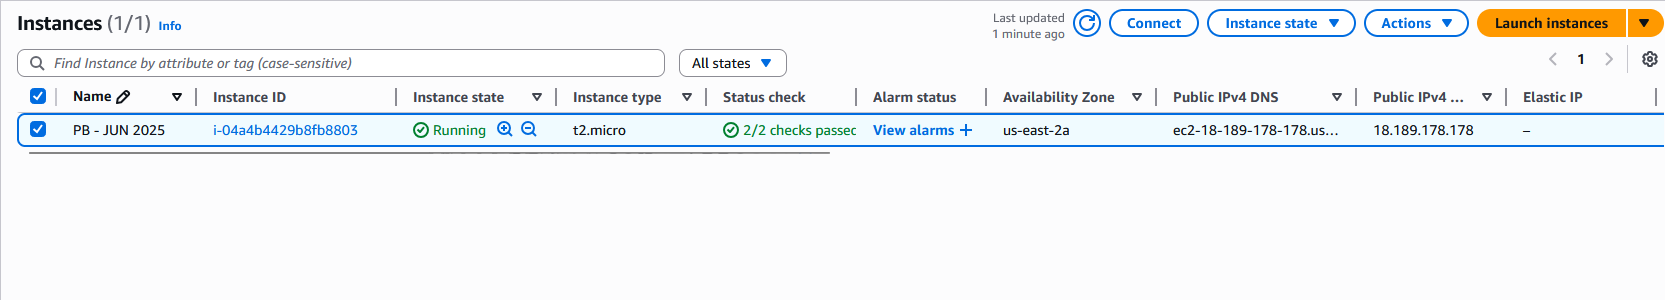 Instances (1/1) Info
Last updated
1 minute ago
Connect
Instance state
Actions
Launch instances
Find Instance by attribute or tag (case-sensitive)
All states
1
Name Instance ID Instance state Instance type Status check Alarm status Availability Zone Public IPv4 DNS Public IPv4 ... Elastic IP
PB - JUN 2025 i-04a4b4429b8fb8803 Running t2.micro 2/2 checks passec View alarms + us-east-2a ec2-18-189-178-178.us... 18.189.178.178 –